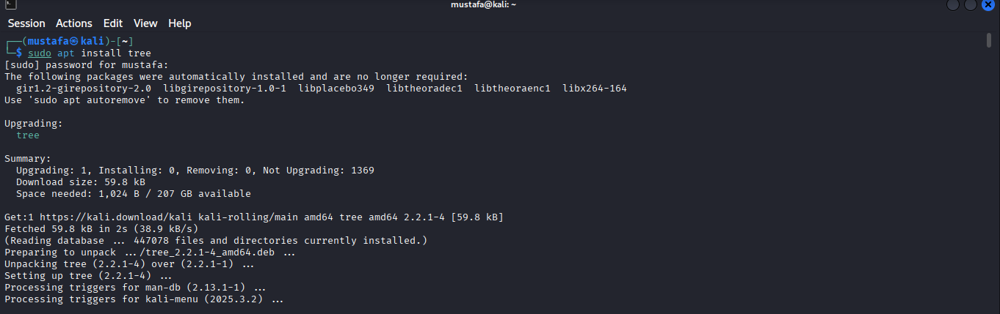 mustafa@kali: ~
Session Actions Edit View Help
┌──(mustafa㉿kali)-[~]
└─$ sudo apt install tree
[sudo] password for mustafa:
The following packages were automatically installed and are no longer required:
  gir1.2-girepository-2.0  libgirepository-1.0-1  libplacebo349  libtheoradec1  libtheoraenc1  libx264-164
Use 'sudo apt autoremove' to remove them.

Upgrading:
  tree

Summary:
  Upgrading: 1, Installing: 0, Removing: 0, Not Upgrading: 1369
  Download size: 59.8 kB
  Space needed: 1,024 B / 207 GB available

Get:1 https://kali.download/kali kali-rolling/main amd64 tree amd64 2.2.1-4 [59.8 kB]
Fetched 59.8 kB in 2s (38.9 kB/s)
(Reading database ... 447078 files and directories currently installed.)
Preparing to unpack .../tree_2.2.1-4_amd64.deb ...
Unpacking tree (2.2.1-4) over (2.2.1-1) ...
Setting up tree (2.2.1-4) ...
Processing triggers for man-db (2.13.1-1) ...
Processing triggers for kali-menu (2025.3.2) ...